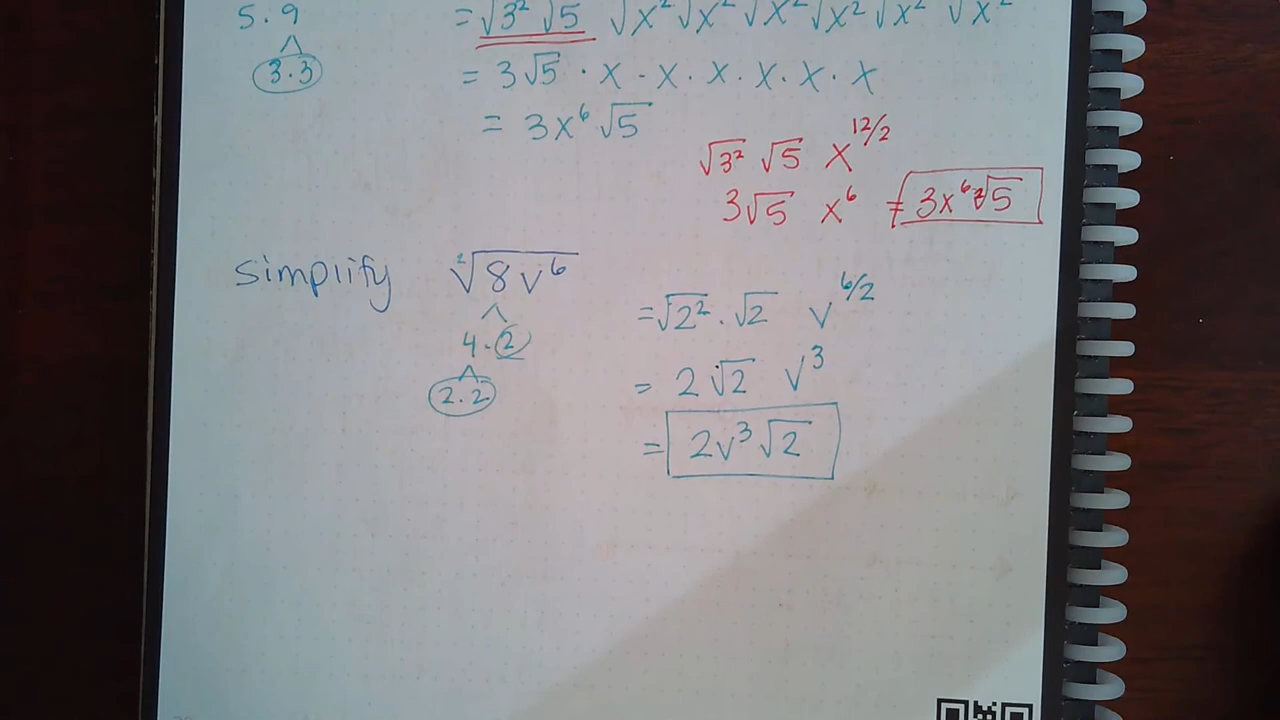 5.9 = √3² √5 √x² √x² √x² √x² √x² √x²
3.3 = 3√5 · x · x · x · x · x · x
= 3x⁶ √5
√3² √5 x^12/2
3√5 x⁶ = 3x⁶ ²√5
Simplify ²√8v⁶
= √2² · √2 v^6/2
4·2
2.2 = 2√2 v³
= 2v³√2